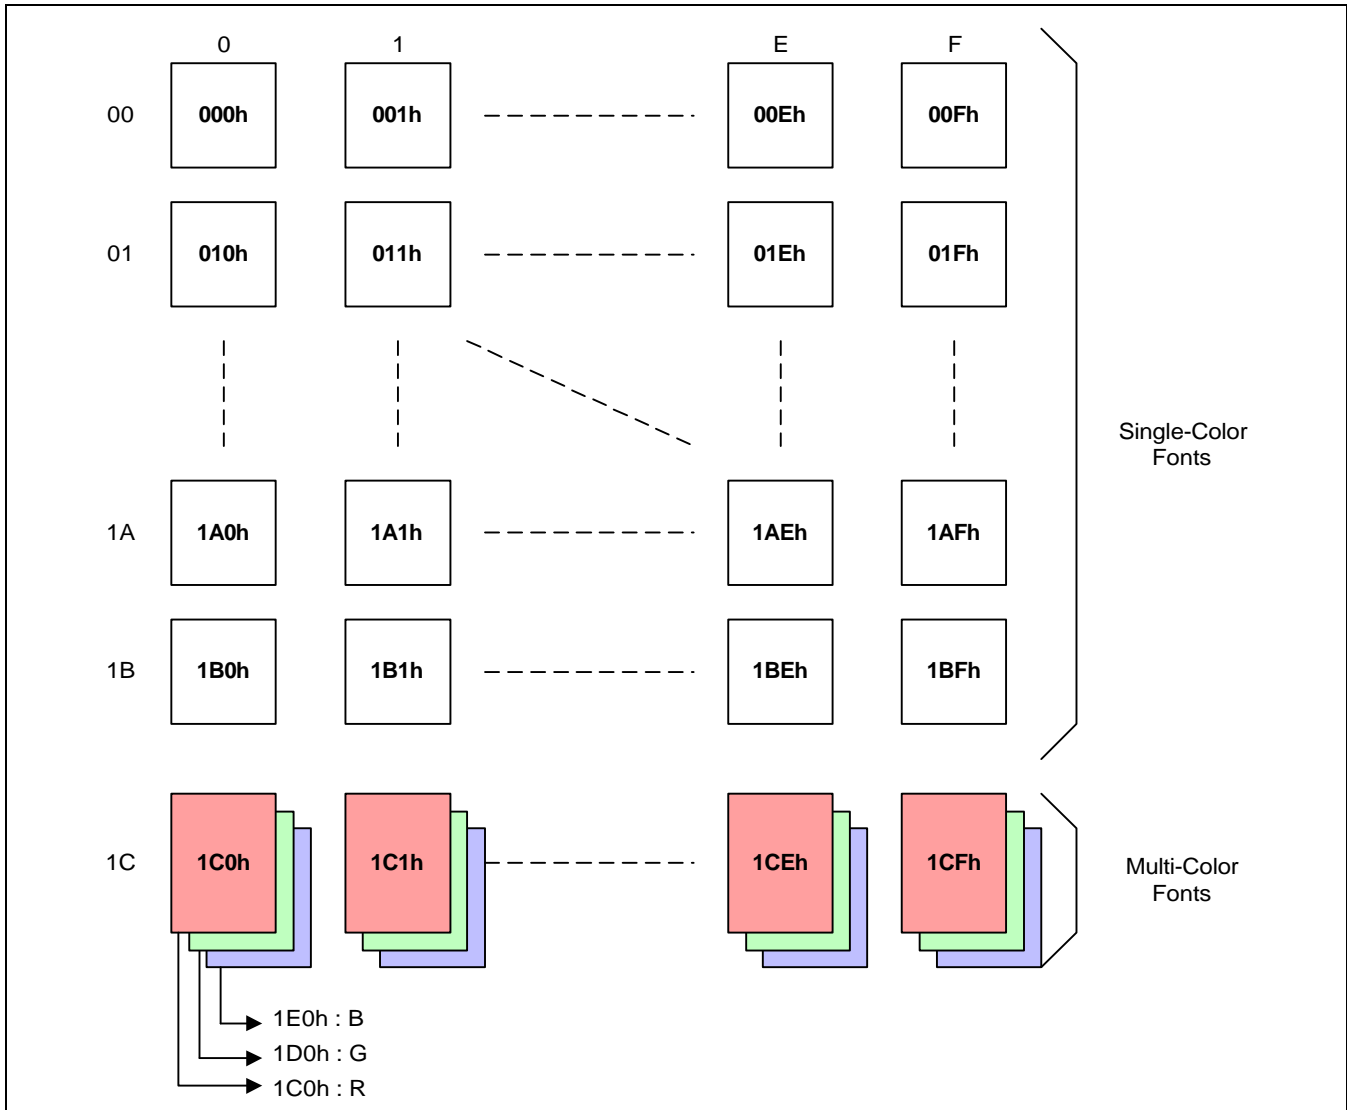 0 1 E F
00 000h 001h 00Eh 00Fh
01 010h 011h 01Eh 01Fh
Single-Color
Fonts
1A 1A0h 1A1h 1AEh 1AFh
1B 1B0h 1B1h 1BEh 1BFh
1C 1C0h 1C1h 1CEh 1CFh
Multi-Color
Fonts
1E0h : B
1D0h : G
1C0h : R